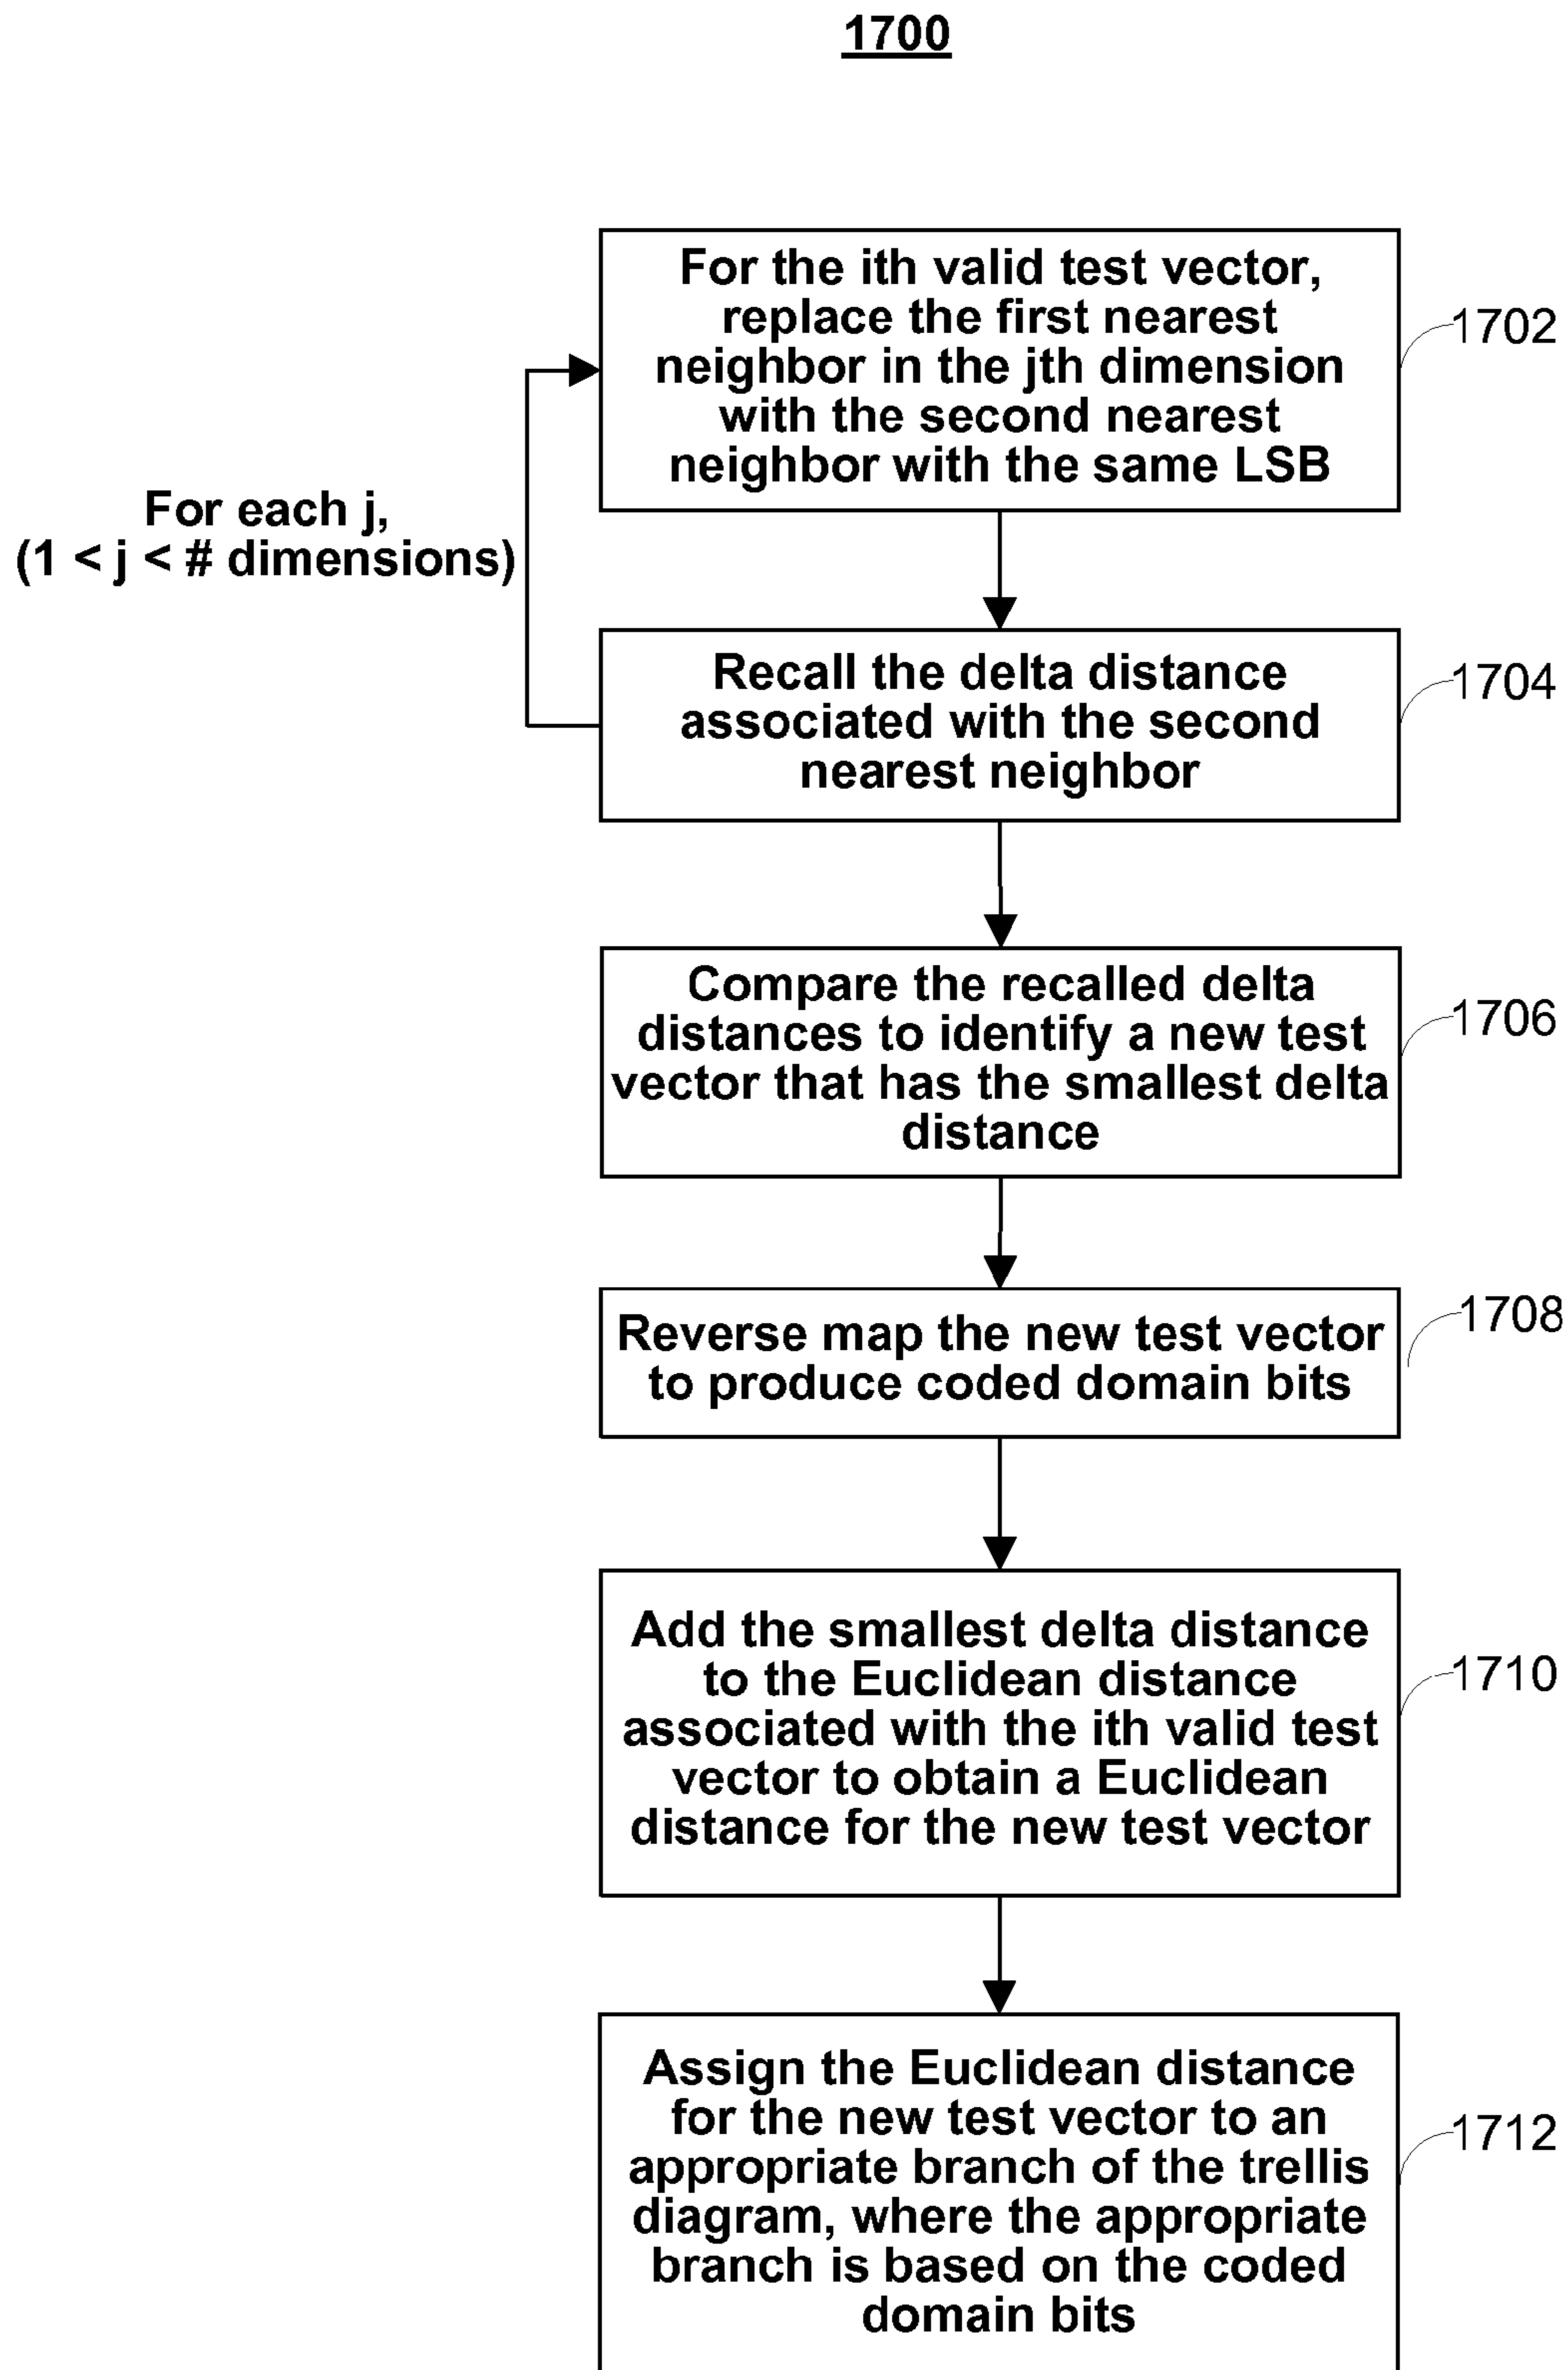 1700
For the ith valid test vector,
replace the first nearest
neighbor in the jth dimension
with the second nearest
neighbor with the same LSB
1702
For each j,
(1 < j < # dimensions)
Recall the delta distance
associated with the second
nearest neighbor
1704
Compare the recalled delta
distances to identify a new test
vector that has the smallest delta
distance
1706
Reverse map the new test vector
to produce coded domain bits
1708
Add the smallest delta distance
to the Euclidean distance
associated with the ith valid test
vector to obtain a Euclidean
distance for the new test vector
1710
Assign the Euclidean distance
for the new test vector to an
appropriate branch of the trellis
diagram, where the appropriate
branch is based on the coded
domain bits
1712